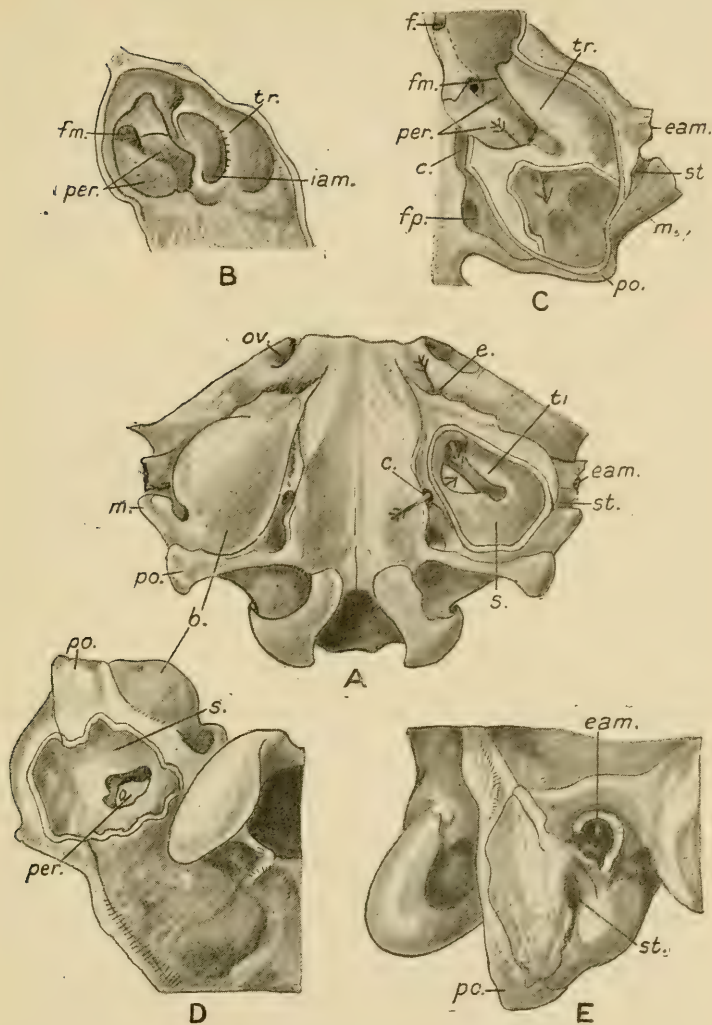 f.
tr.
fm.
per.
c.
fp.
eam.
st
m.
po.
C
tr.
fm.
per.
iam.
B
ov.
e.
ti
c.
eam.
st.
m.
po.
s.
b.
A
po.
s.
per.
D
eam.
st.
po.
E